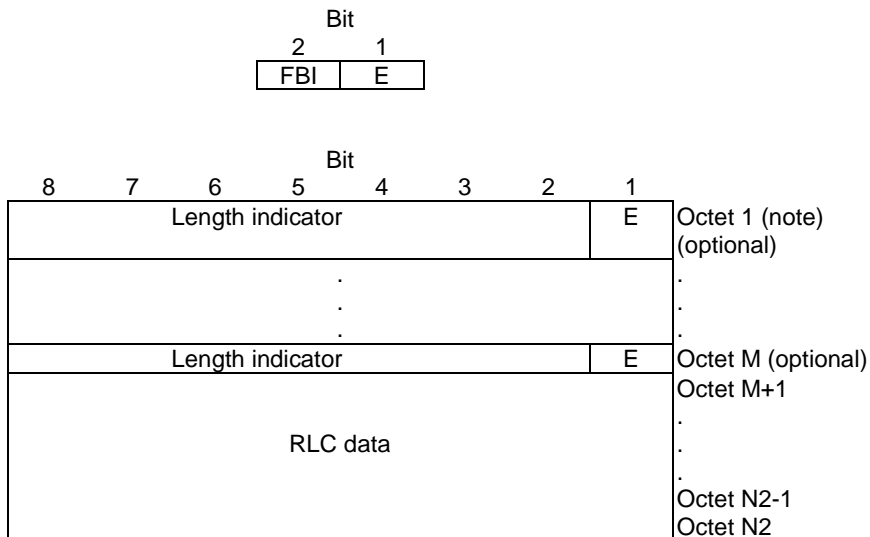 Bit
2 1
FBI E
Bit
8 7 6 5 4 3 2 1
Length indicator E Octet 1 (note)
(optional)
. .
. .
. .
Length indicator E Octet M (optional)
Octet M+1
.
RLC data .
.
Octet N2-1
Octet N2